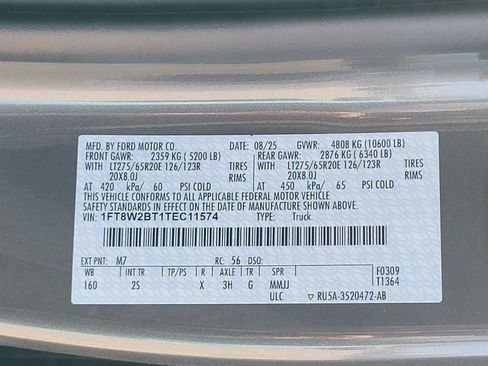 MFD. BY FORD MOTOR CO. 08/25 GVWR: 4808 KG (10600 LB)
FRONT GAWR: 2359 KG ( 5200 LB) REAR GAWR: 2876 KG ( 6340 LB)
WITH LT275/65R20E 126/123R TIRES WITH LT275/65R20E 126/123R TIRES
20X8.0J RIMS 20X8.0J RIMS
AT 420 kPa/ 60 PSI COLD AT 450 kPa/ 65 PSI COLD
THIS VEHICLE CONFORMS TO ALL APPLICABLE FEDERAL MOTOR VEHICLE
SAFETY STANDARDS IN EFFECT ON THE DATE OF MANUFACTURE SHOWN ABOVE.
VIN: 1FT8W2BT1TEC11574 TYPE: Truck
EXT PNT: M7 RC: 56 DSO:
WB INT TR TP/PS R AXLE TR SPR F0309
160 2S X 3H G MMJJ T1364
ULC ▽ RU5A-3520472-AB